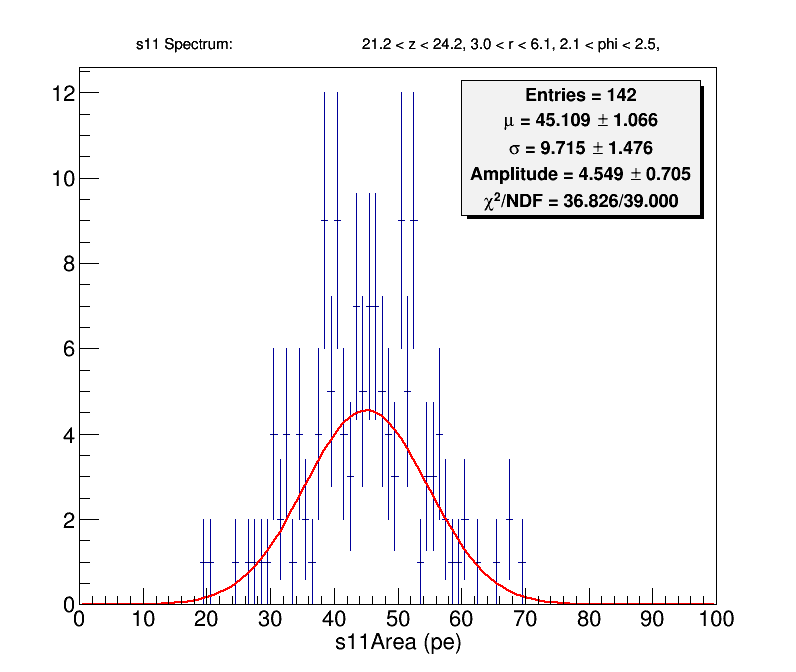 s11 Spectrum: 21.2 < z < 24.2, 3.0 < r < 6.1, 2.1 < phi < 2.5,
Entries = 142
μ = 45.109 ± 1.066
σ = 9.715 ± 1.476
Amplitude = 4.549 ± 0.705
χ²/NDF = 36.826/39.000
12
10
8
6
4
2
0
0 10 20 30 40 50 60 70 80 90 100
s11Area (pe)